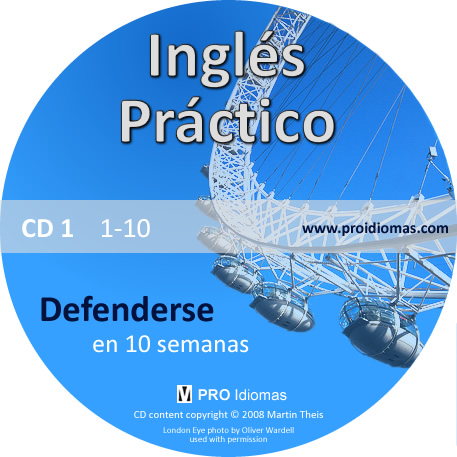 Inglés
Práctico
CD 1 1-10
www.proidiomas.com
Defenderse
en 10 semanas
PRO Idiomas
CD content copyright © 2008 Martin Theis
London Eye photo by Oliver Wardell
used with permission